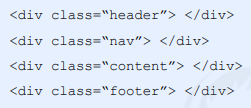 <div class=“header”> </div>
<div class=“nav”> </div>
<div class=“content”> </div>
<div class=“footer”> </div>